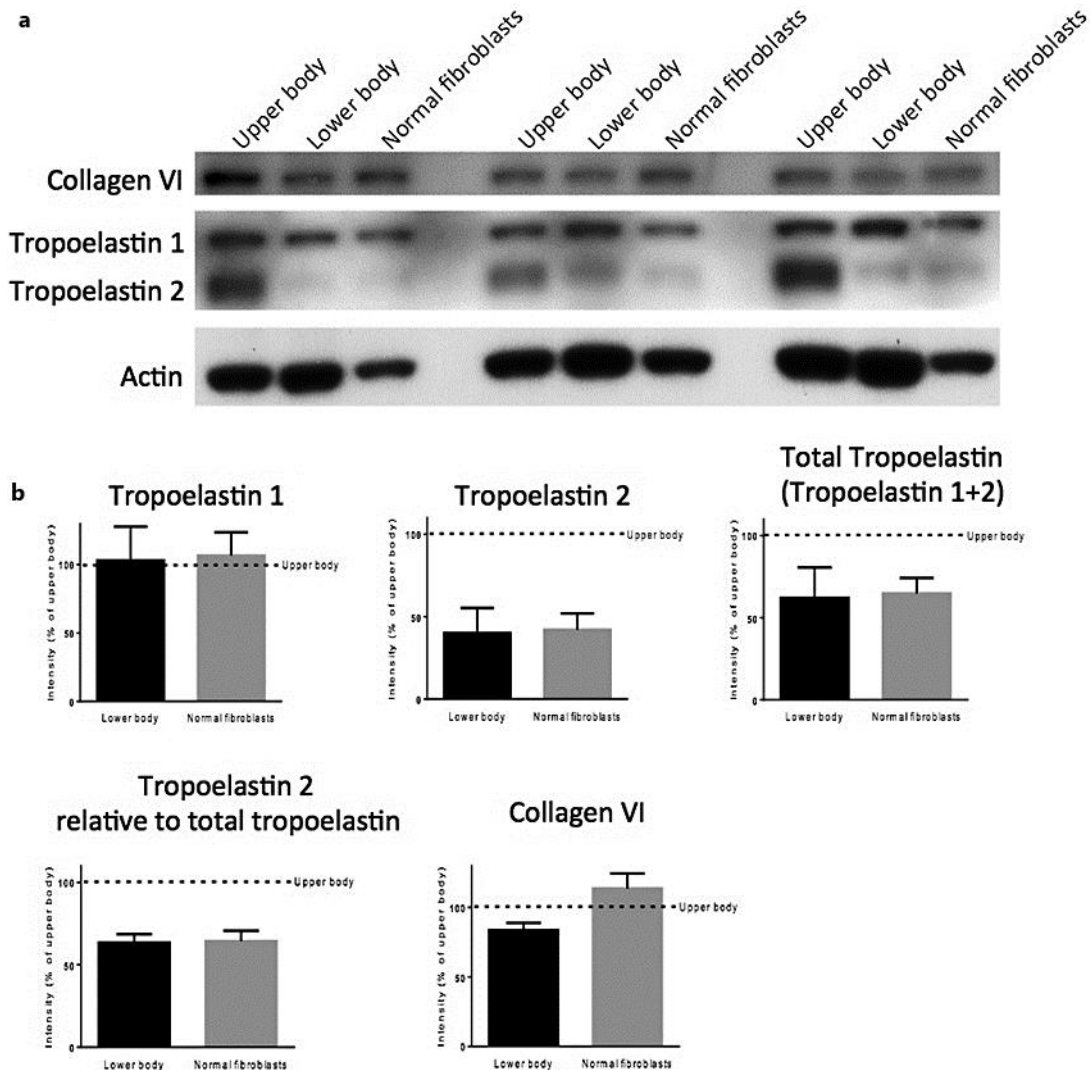 a
Upper body
Lower body
Normal fibroblasts
Upper body
Lower body
Normal fibroblasts
Upper body
Lower body
Normal fibroblasts
Collagen VI
Tropoelastin 1
Tropoelastin 2
Actin
b
Tropoelastin 1
Intensity (% of upper body)
100
50
0
Upper body
Lower body
Normal fibroblasts
Tropoelastin 2
Intensity (% of upper body)
100
50
0
Upper body
Lower body
Normal fibroblasts
Total Tropoelastin
(Tropoelastin 1+2)
Intensity (% of upper body)
100
50
0
Upper body
Lower body
Normal fibroblasts
Tropoelastin 2
relative to total tropoelastin
Intensity (% of upper body)
100
50
0
Upper body
Lower body
Normal fibroblasts
Collagen VI
Intensity (% of upper body)
100
50
0
Upper body
Lower body
Normal fibroblasts